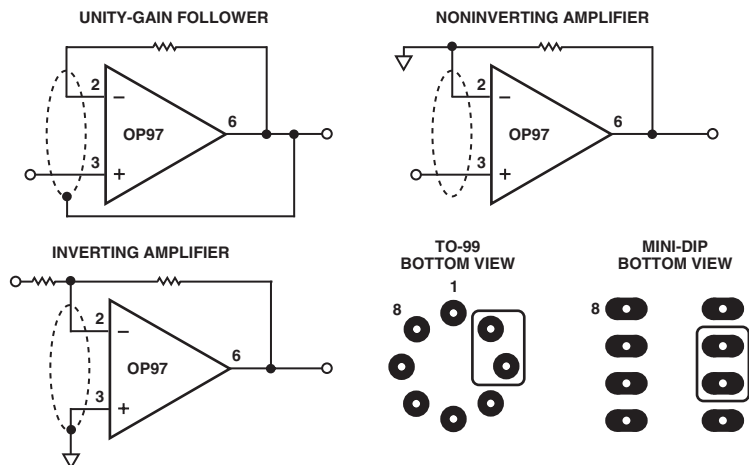 UNITY-GAIN FOLLOWER
2
−
OP97
6
3
+
NONINVERTING AMPLIFIER
2
−
OP97
6
3
+
INVERTING AMPLIFIER
2
−
OP97
6
3
+
TO-99
BOTTOM VIEW
1
8
MINI-DIP
BOTTOM VIEW
8